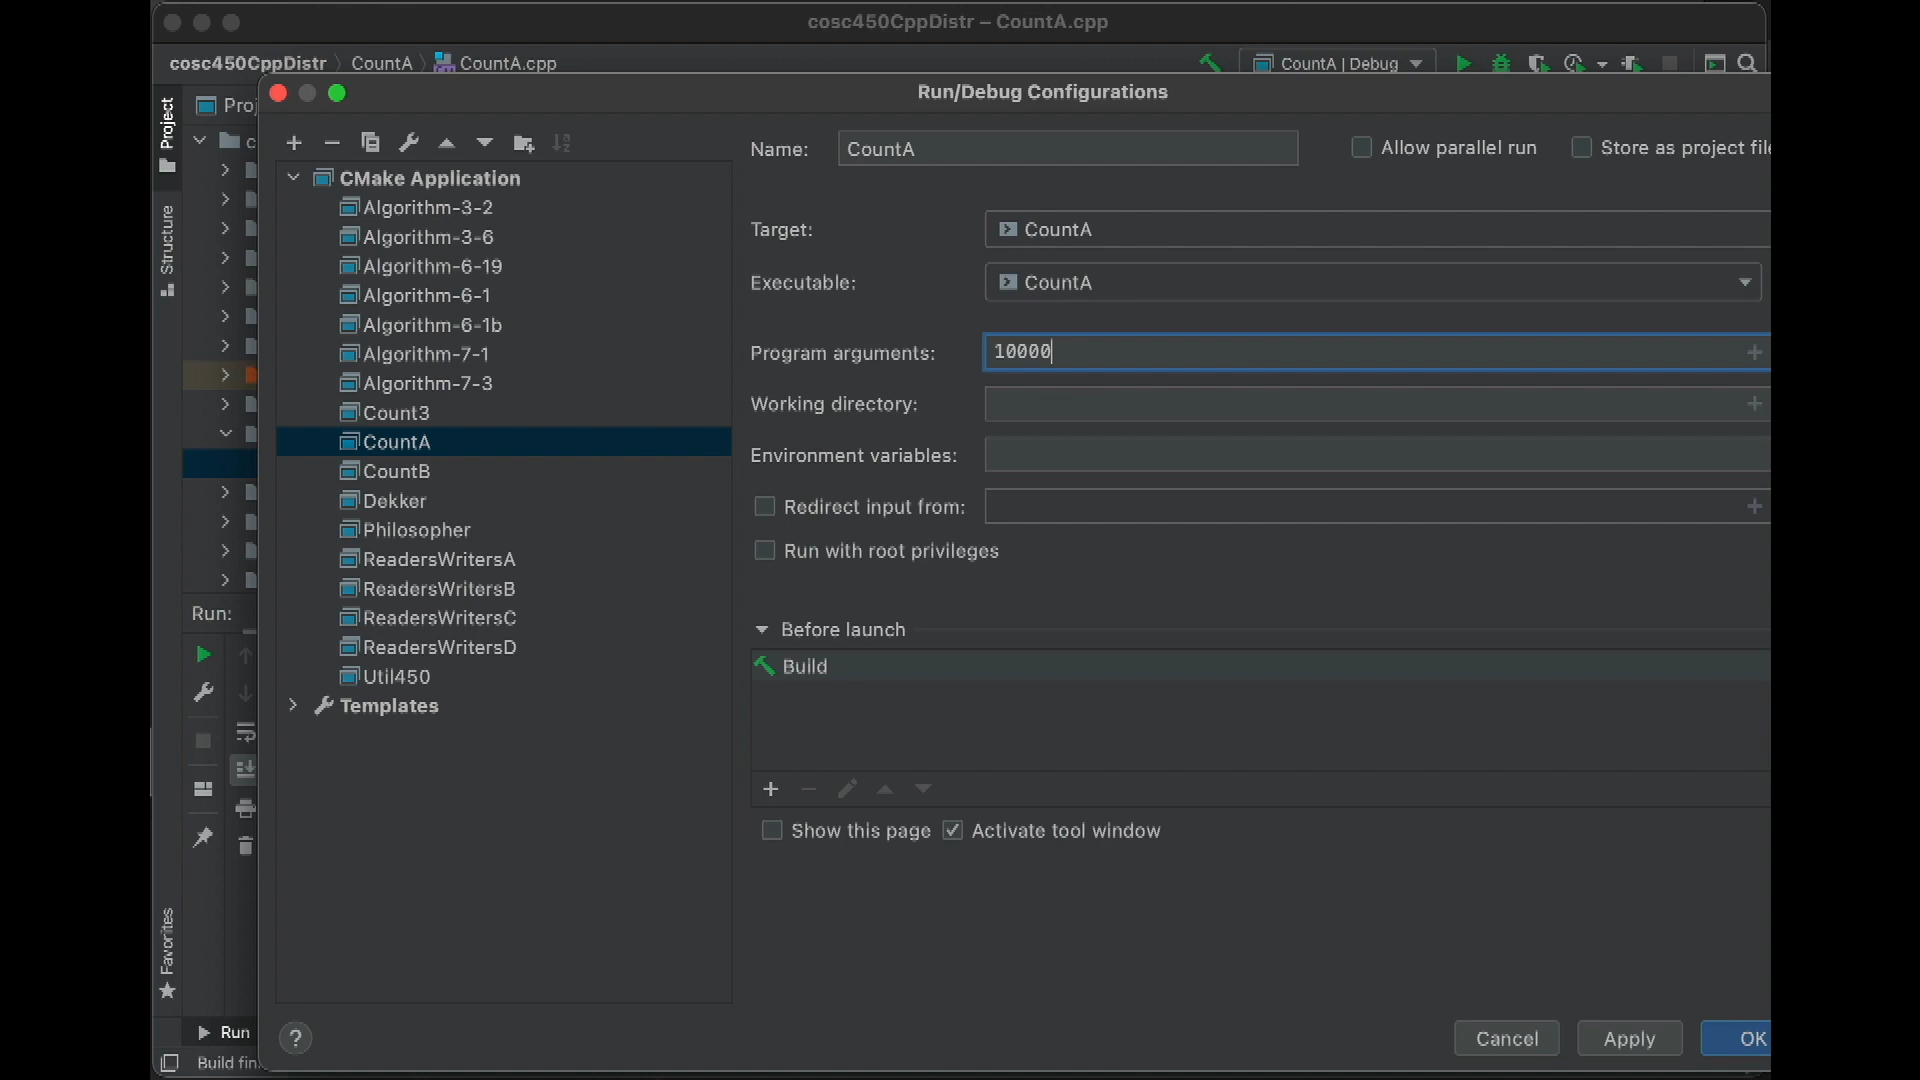 cosc450CppDistr – CountA.cpp
cosc450CppDistr CountA CountA.cpp CountA | Debug
Project
Structure
Favorites
Proj
c
Run/Debug Configurations
CMake Application
Algorithm-3-2
Algorithm-3-6
Algorithm-6-19
Algorithm-6-1
Algorithm-6-1b
Algorithm-7-1
Algorithm-7-3
Count3
CountA
CountB
Dekker
Philosopher
ReadersWritersA
ReadersWritersB
ReadersWritersC
ReadersWritersD
Util450
Templates
Name: CountA Allow parallel run Store as project file
Target: CountA
Executable: CountA
Program arguments: 10000
Working directory:
Environment variables:
Redirect input from:
Run with root privileges
Before launch
Build
Show this page Activate tool window
? Cancel Apply OK
Run:
Run
Build fin